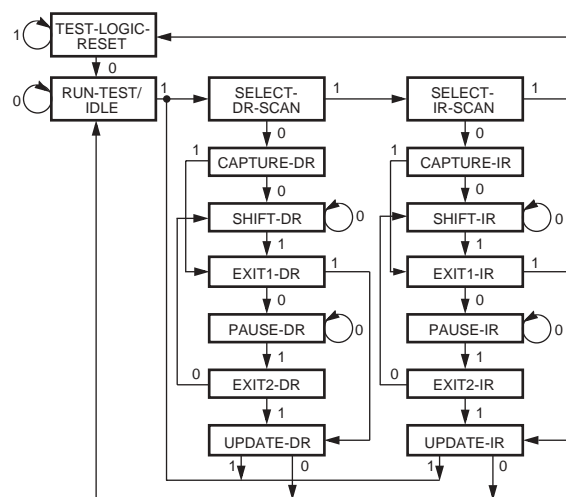 TEST-LOGIC-
RESET
1
0
RUN-TEST/
IDLE
0
1
SELECT-
DR-SCAN
1
SELECT-
IR-SCAN
1
0
0
1
CAPTURE-DR
1
CAPTURE-IR
0
0
SHIFT-DR
0
SHIFT-IR
0
1
1
EXIT1-DR
1
EXIT1-IR
1
0
0
PAUSE-DR
0
PAUSE-IR
0
1
1
0
EXIT2-DR
0
EXIT2-IR
1
1
UPDATE-DR
UPDATE-IR
1
0
1
0